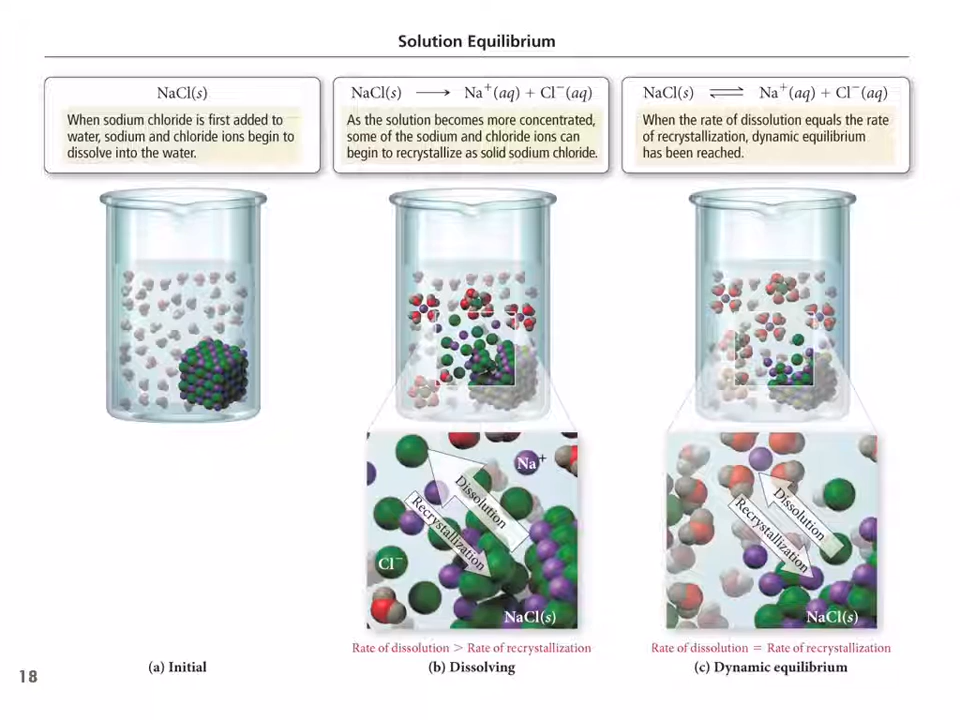 Solution Equilibrium
NaCl(s)
When sodium chloride is first added to
water, sodium and chloride ions begin to
dissolve into the water.
NaCl(s) ⟶ Na⁺(aq) + Cl⁻(aq)
As the solution becomes more concentrated,
some of the sodium and chloride ions can
begin to recrystallize as solid sodium chloride.
NaCl(s) ⇌ Na⁺(aq) + Cl⁻(aq)
When the rate of dissolution equals the rate
of recrystallization, dynamic equilibrium
has been reached.
Na⁺
Dissolution
Recrystallization
Cl⁻
NaCl(s)
Dissolution
Recrystallization
NaCl(s)
Rate of dissolution > Rate of recrystallization
Rate of dissolution = Rate of recrystallization
(a) Initial
(b) Dissolving
(c) Dynamic equilibrium
18